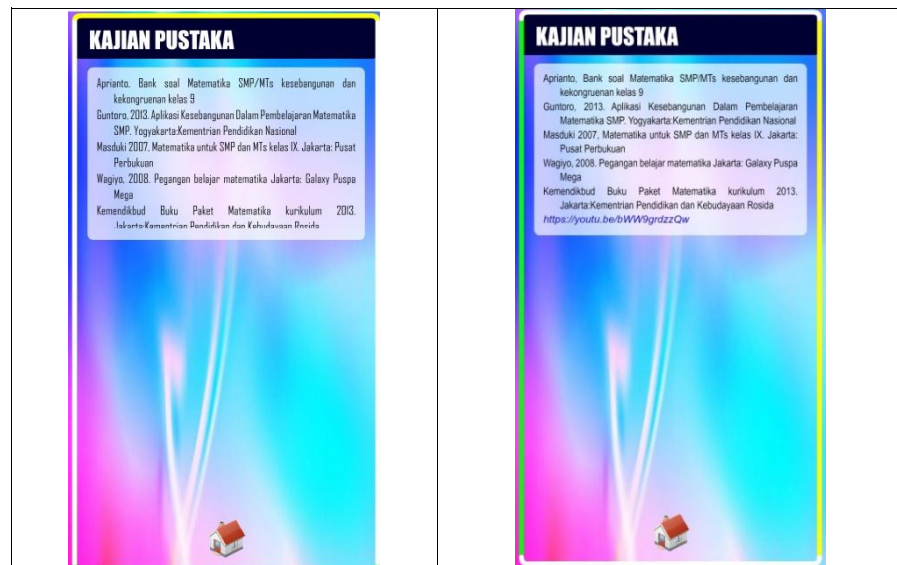 KAJIAN PUSTAKA
Aprianto, Bank soal Matematika SMP/MTs kesebangunan dan
kekongruenan kelas 9
Guntoro, 2013. Aplikasi Kesebangunan Dalam Pembelajaran Matematika
SMP. Yogyakarta:Kementrian Pendidikan Nasional
Masduki 2007, Matematika untuk SMP dan MTs kelas IX. Jakarta: Pusat
Perbukuan
Wagiyo, 2008. Pegangan belajar matematika Jakarta: Galaxy Puspa
Mega
Kemendikbud Buku Paket Matematika kurikulum 2013.
Jakarta:Kementrian Pendidikan dan Kebudayaan Rosida
KAJIAN PUSTAKA
Aprianto, Bank soal Matematika SMP/MTs kesebangunan dan
kekongruenan kelas 9
Guntoro, 2013. Aplikasi Kesebangunan Dalam Pembelajaran
Matematika SMP. Yogyakarta:Kementrian Pendidikan Nasional
Masduki 2007, Matematika untuk SMP dan MTs kelas IX. Jakarta:
Pusat Perbukuan
Wagiyo, 2008. Pegangan belajar matematika Jakarta: Galaxy Puspa
Mega
Kemendikbud Buku Paket Matematika kurikulum 2013.
Jakarta:Kementrian Pendidikan dan Kebudayaan Rosida
https://youtu.be/bWW9grdzzQw